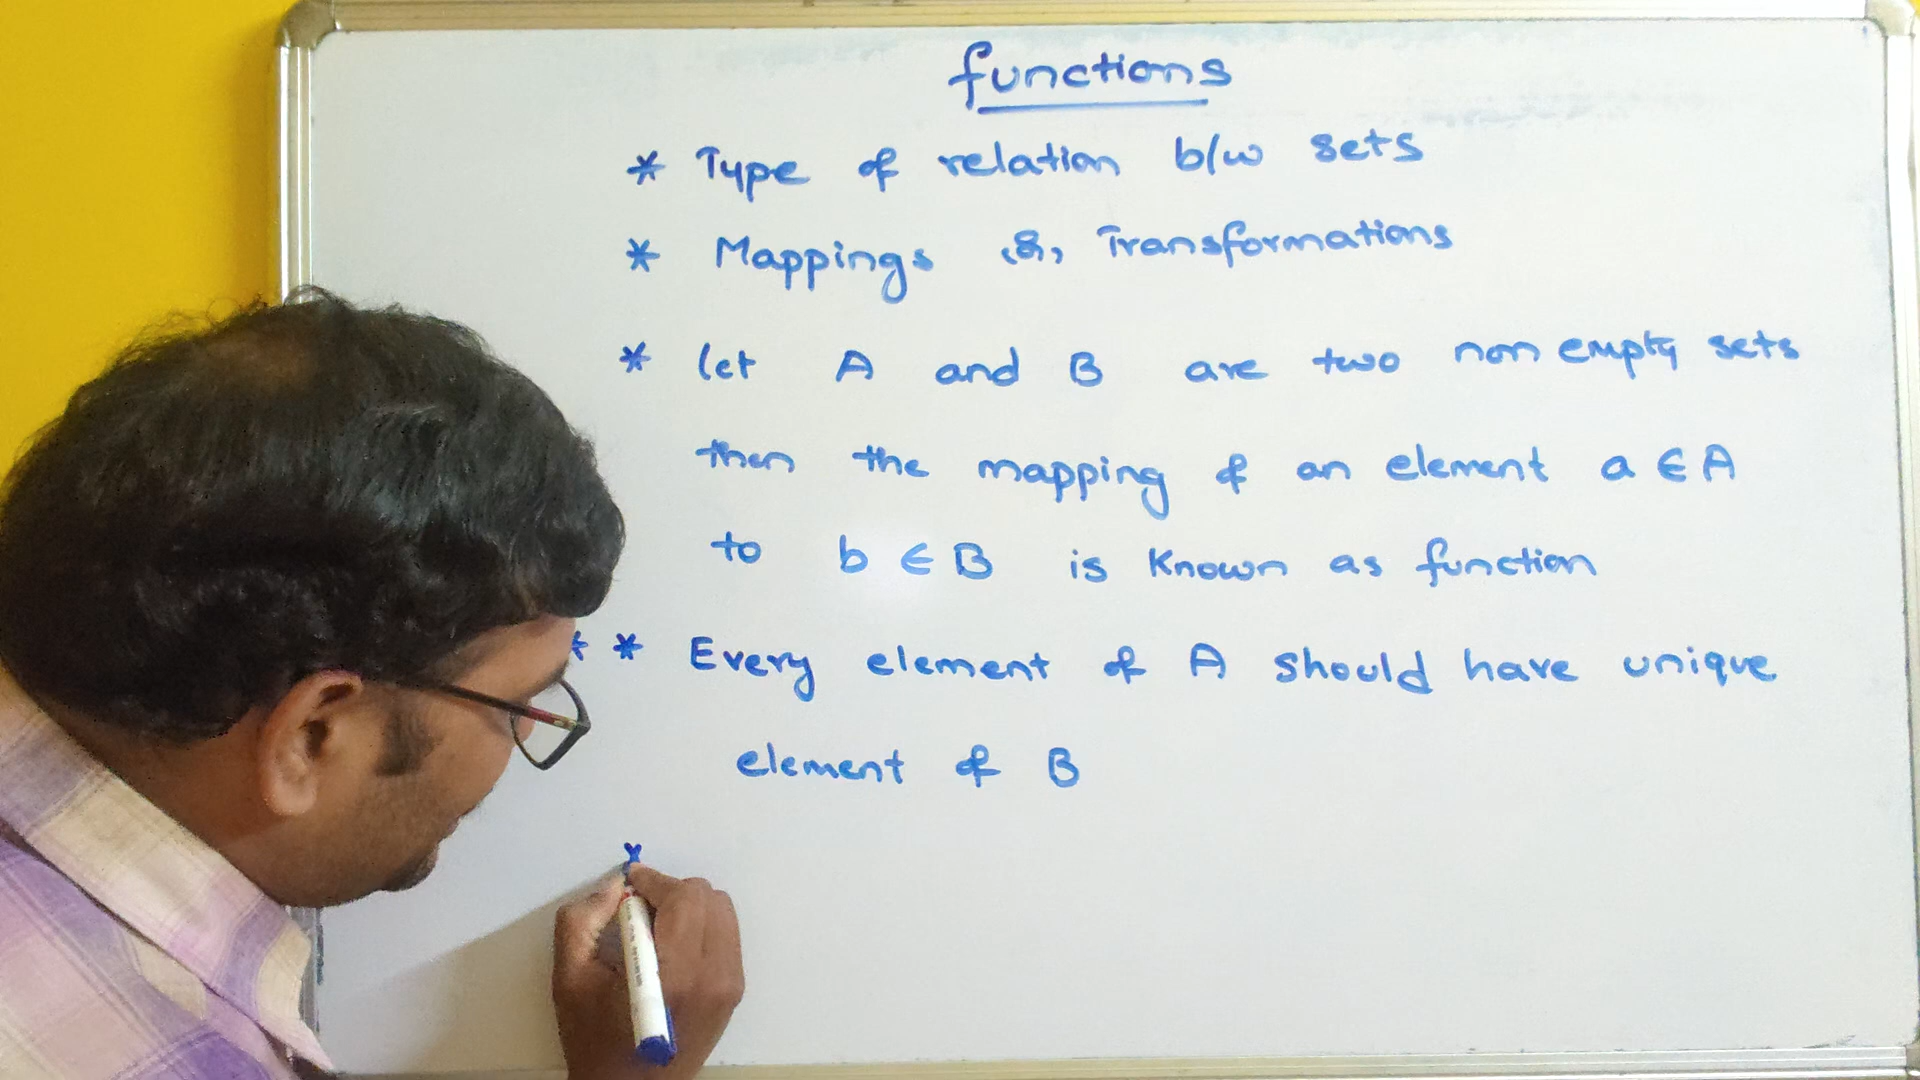 functions
* Type of relation b/w sets
* Mappings & Transformations
* let A and B are two non empty sets
then the mapping of an element a ∈ A
to b ∈ B is known as function
* * Every element of A should have unique
element of B
*